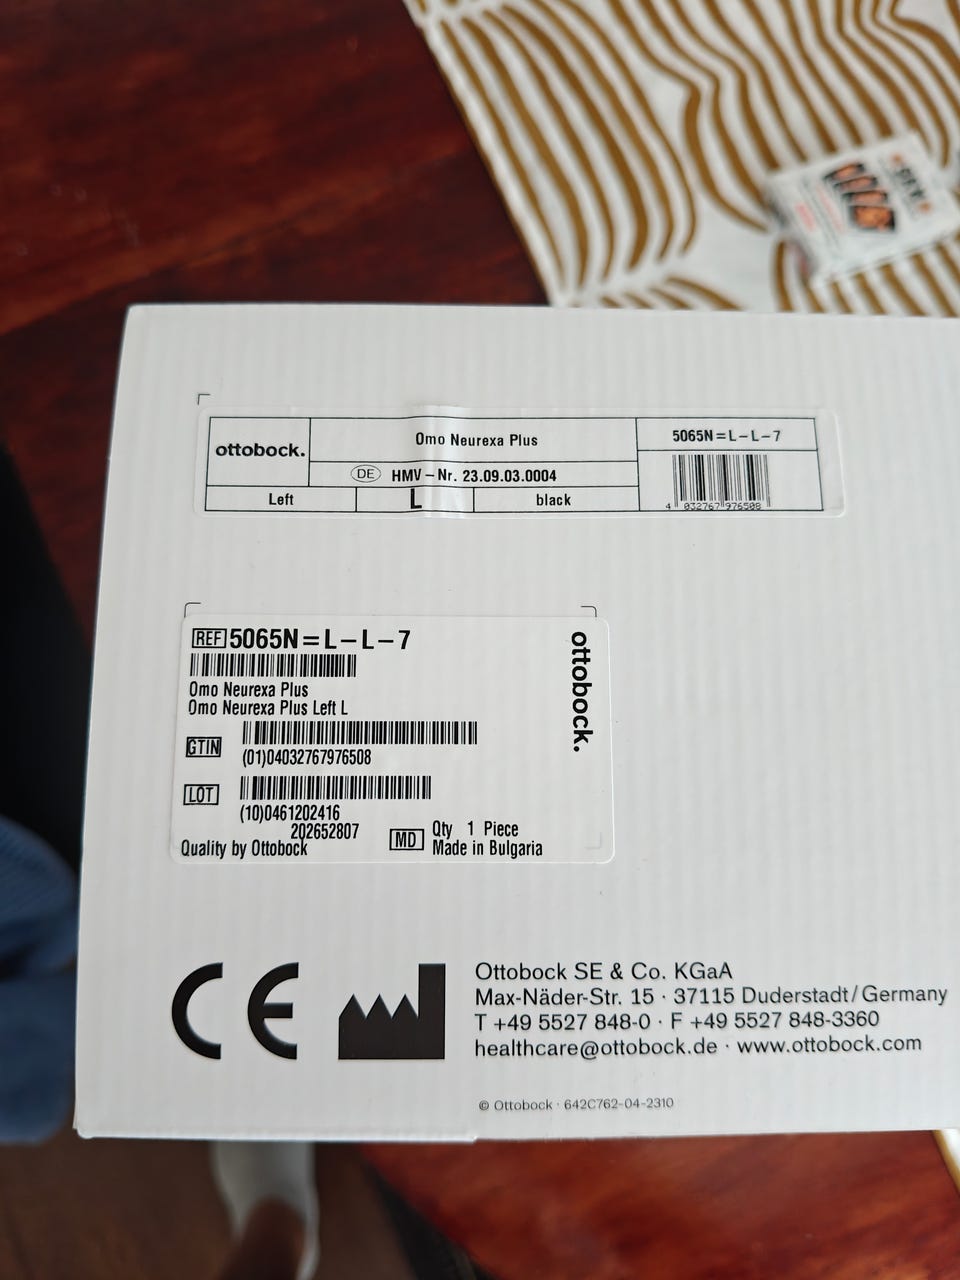 ottobock.
Omo Neurexa Plus
5065N=L-L-7
DE HMV-Nr. 23.09.03.0004
Left L black
4 032767 976508
REF 5065N=L-L-7
Omo Neurexa Plus
Omo Neurexa Plus Left L
ottobock.
GTIN
(01)04032767976508
LOT
(10)0461202416
202652807
Quality by Ottobock
MD
Qty 1 Piece
Made in Bulgaria
CE
Ottobock SE & Co. KGaA
Max-Näder-Str. 15 · 37115 Duderstadt/Germany
T +49 5527 848-0 · F +49 5527 848-3360
healthcare@ottobock.de · www.ottobock.com
© Ottobock · 642C762-04-2310